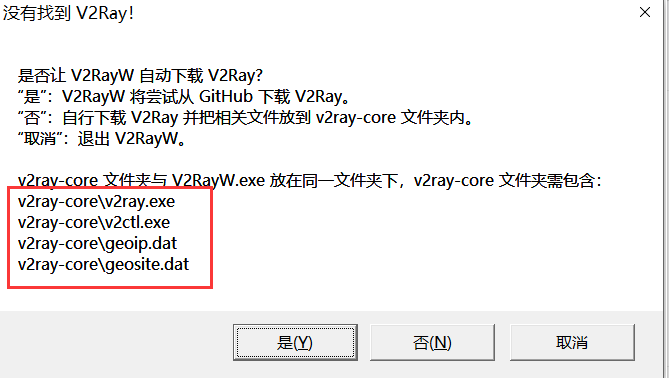 没有找到 V2Ray!
是否让 V2RayW 自动下载 V2Ray?
“是”：V2RayW 将尝试从 GitHub 下载 V2Ray。
“否”：自行下载 V2Ray 并把相关文件放到 v2ray-core 文件夹内。
“取消”：退出 V2RayW。
v2ray-core 文件夹与 V2RayW.exe 放在同一文件夹下，v2ray-core 文件夹需包含：
v2ray-core\v2ray.exe
v2ray-core\v2ctl.exe
v2ray-core\geoip.dat
v2ray-core\geosite.dat
是(Y)
否(N)
取消